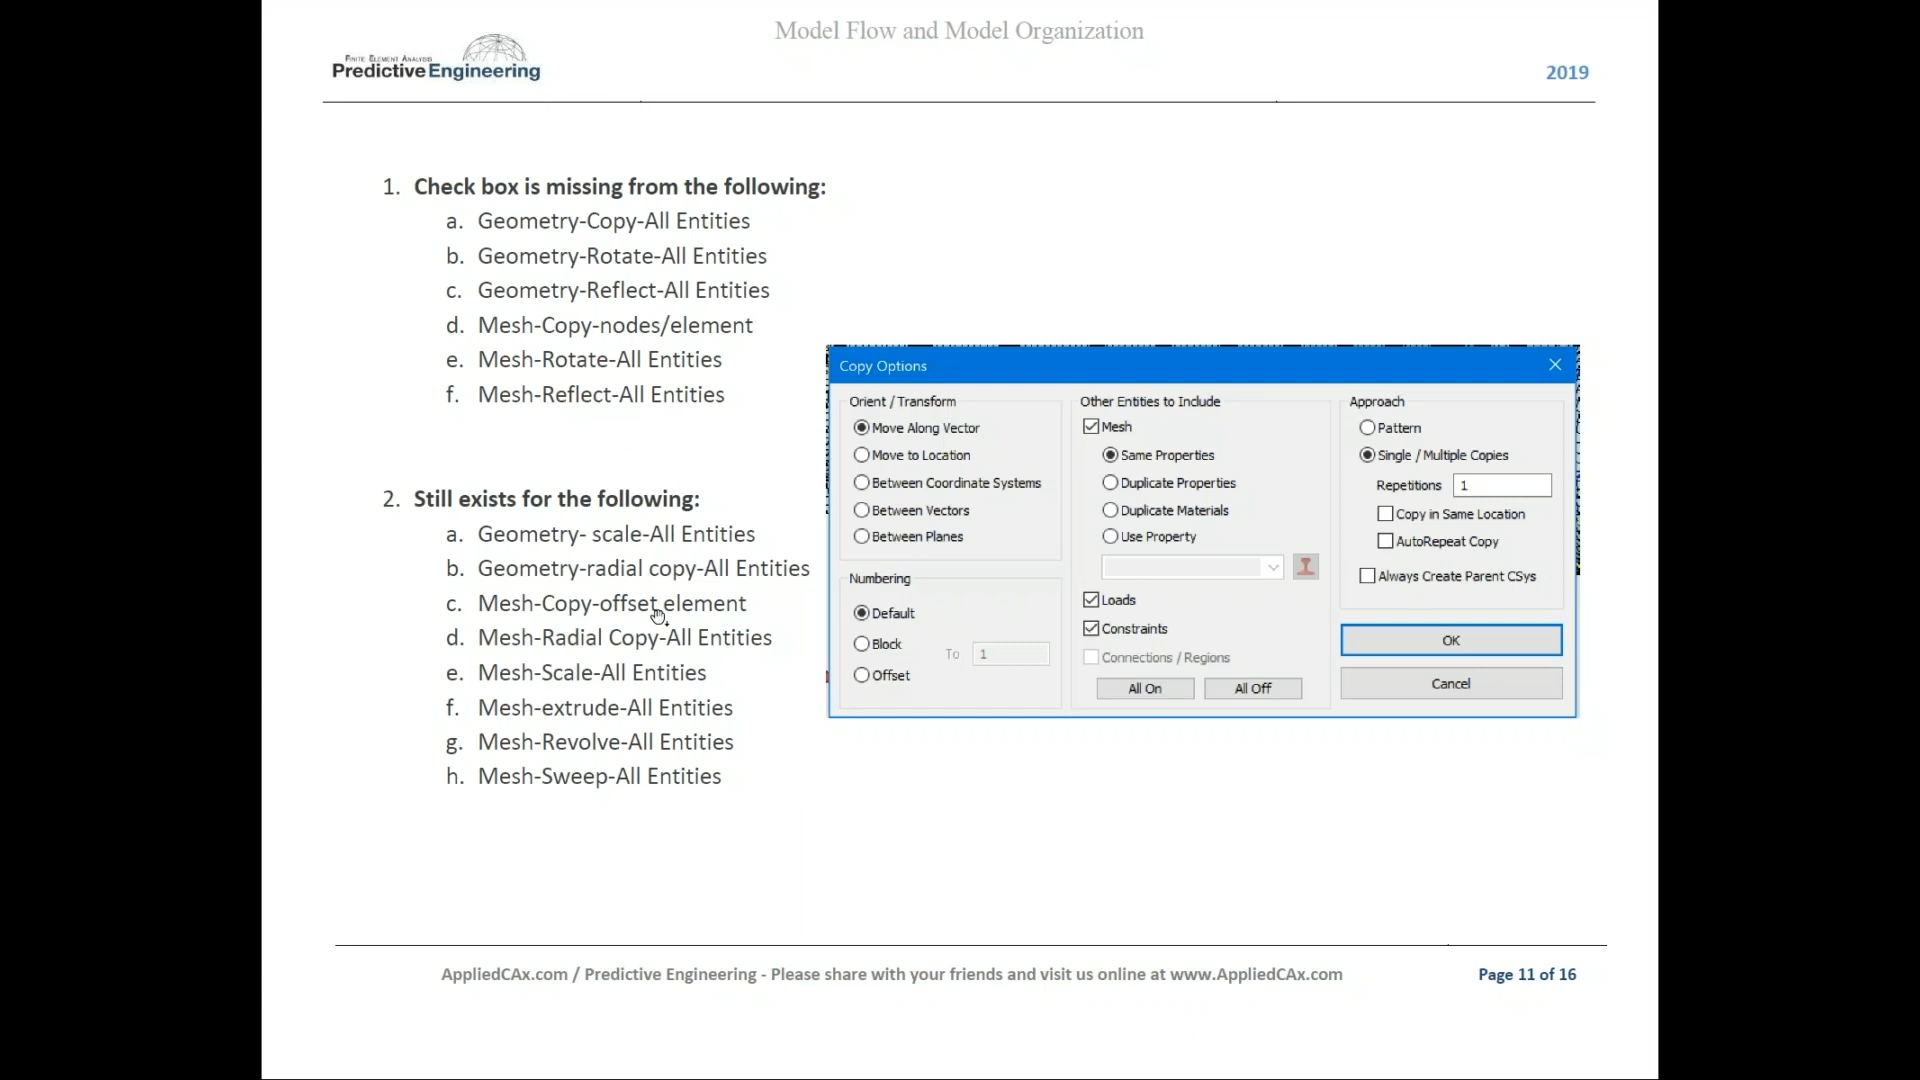 Model Flow and Model Organization
Finite Element Analysis
Predictive Engineering
2019
1. Check box is missing from the following:
a. Geometry-Copy-All Entities
b. Geometry-Rotate-All Entities
c. Geometry-Reflect-All Entities
d. Mesh-Copy-nodes/element
e. Mesh-Rotate-All Entities
f. Mesh-Reflect-All Entities
2. Still exists for the following:
a. Geometry- scale-All Entities
b. Geometry-radial copy-All Entities
c. Mesh-Copy-offset element
d. Mesh-Radial Copy-All Entities
e. Mesh-Scale-All Entities
f. Mesh-extrude-All Entities
g. Mesh-Revolve-All Entities
h. Mesh-Sweep-All Entities
Copy Options
Orient / Transform
Move Along Vector
Move to Location
Between Coordinate Systems
Between Vectors
Between Planes
Numbering
Default
Block
To 1
Offset
Other Entities to Include
Mesh
Same Properties
Duplicate Properties
Duplicate Materials
Use Property
Loads
Constraints
Connections / Regions
All On All Off
Approach
Pattern
Single / Multiple Copies
Repetitions 1
Copy in Same Location
AutoRepeat Copy
Always Create Parent CSys
OK
Cancel
AppliedCAx.com / Predictive Engineering - Please share with your friends and visit us online at www.AppliedCAx.com
Page 11 of 16